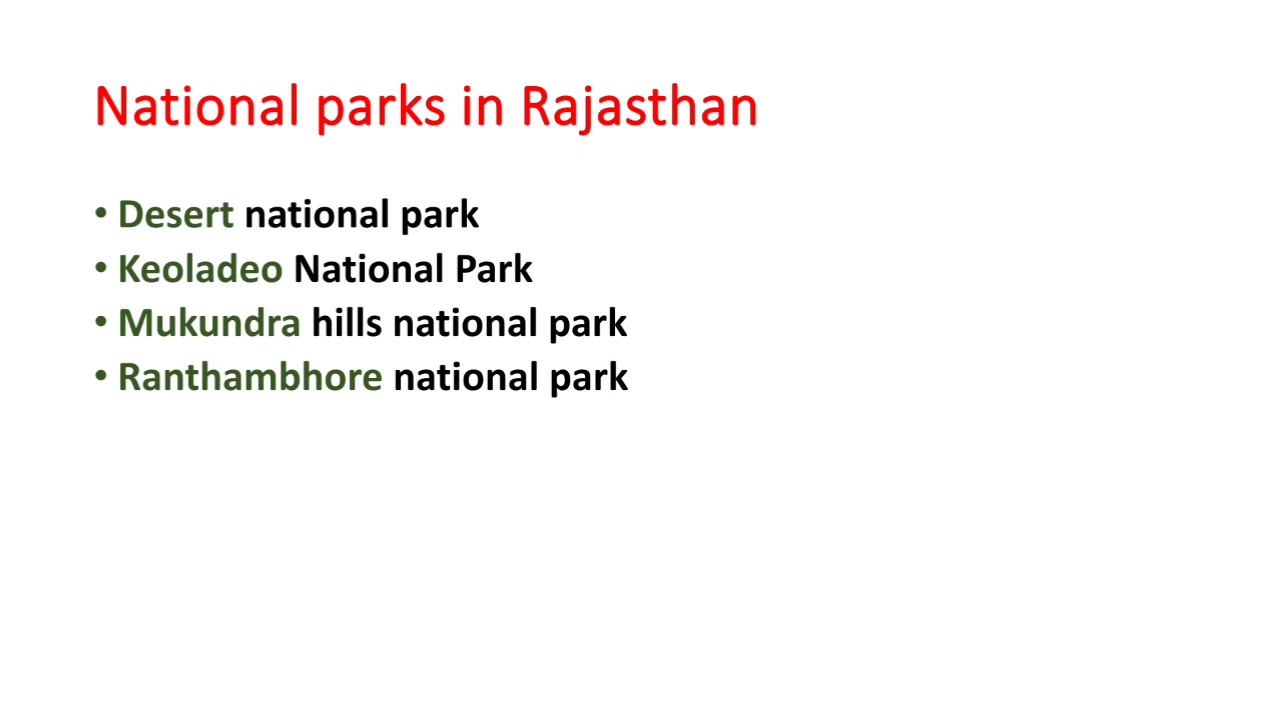 National parks in Rajasthan
• Desert national park
• Keoladeo National Park
• Mukundra hills national park
• Ranthambhore national park